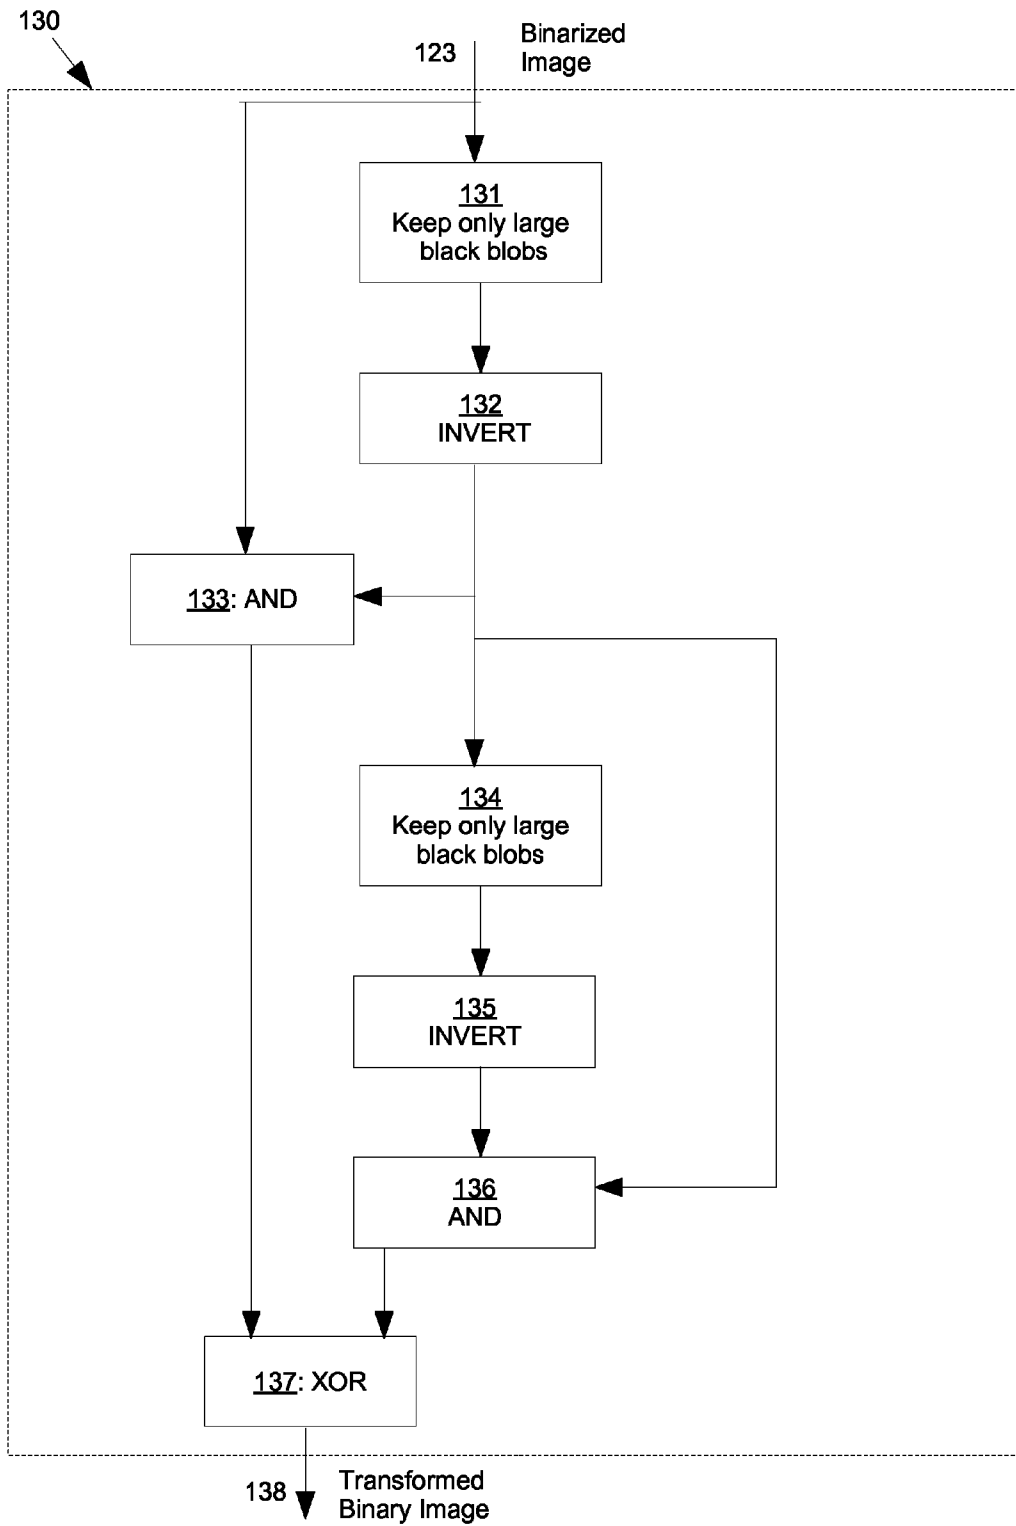 130
123
Binarized
Image
131
Keep only large
black blobs
132
INVERT
133: AND
134
Keep only large
black blobs
135
INVERT
136
AND
137: XOR
138
Transformed
Binary Image